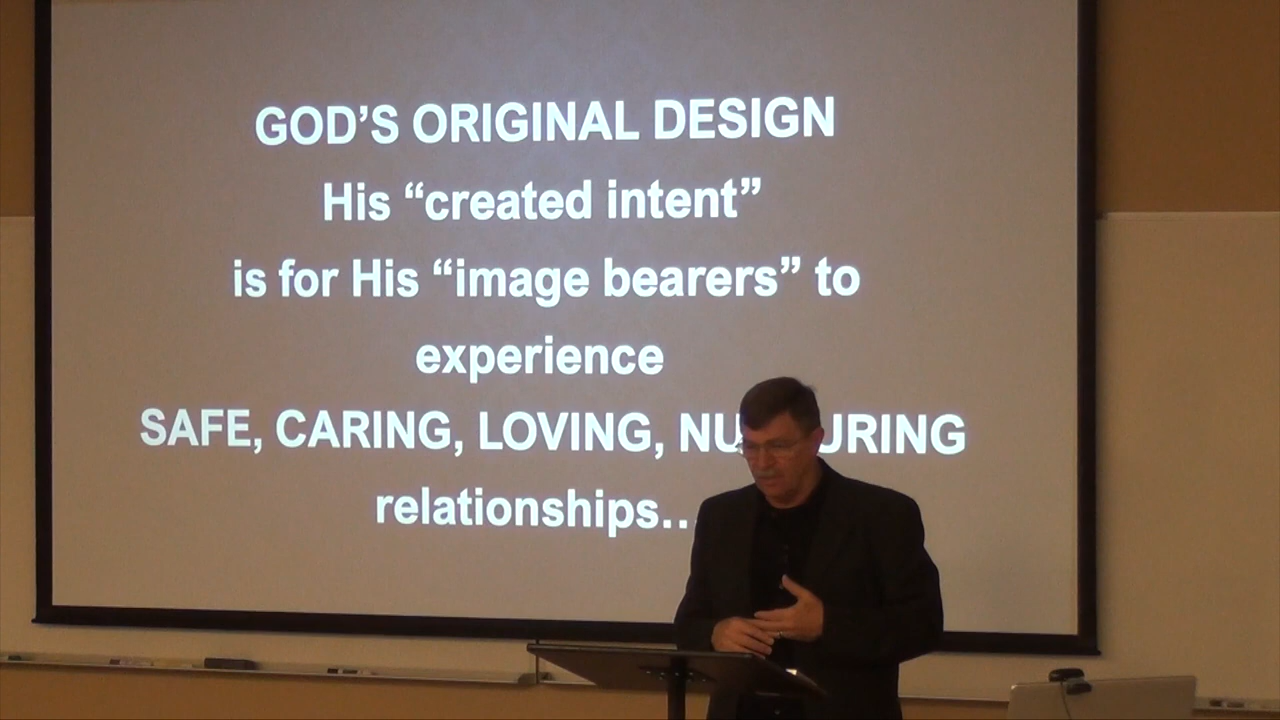 GOD’S ORIGINAL DESIGN
His “created intent”
is for His “image bearers” to
experience
SAFE, CARING, LOVING,
relationships...